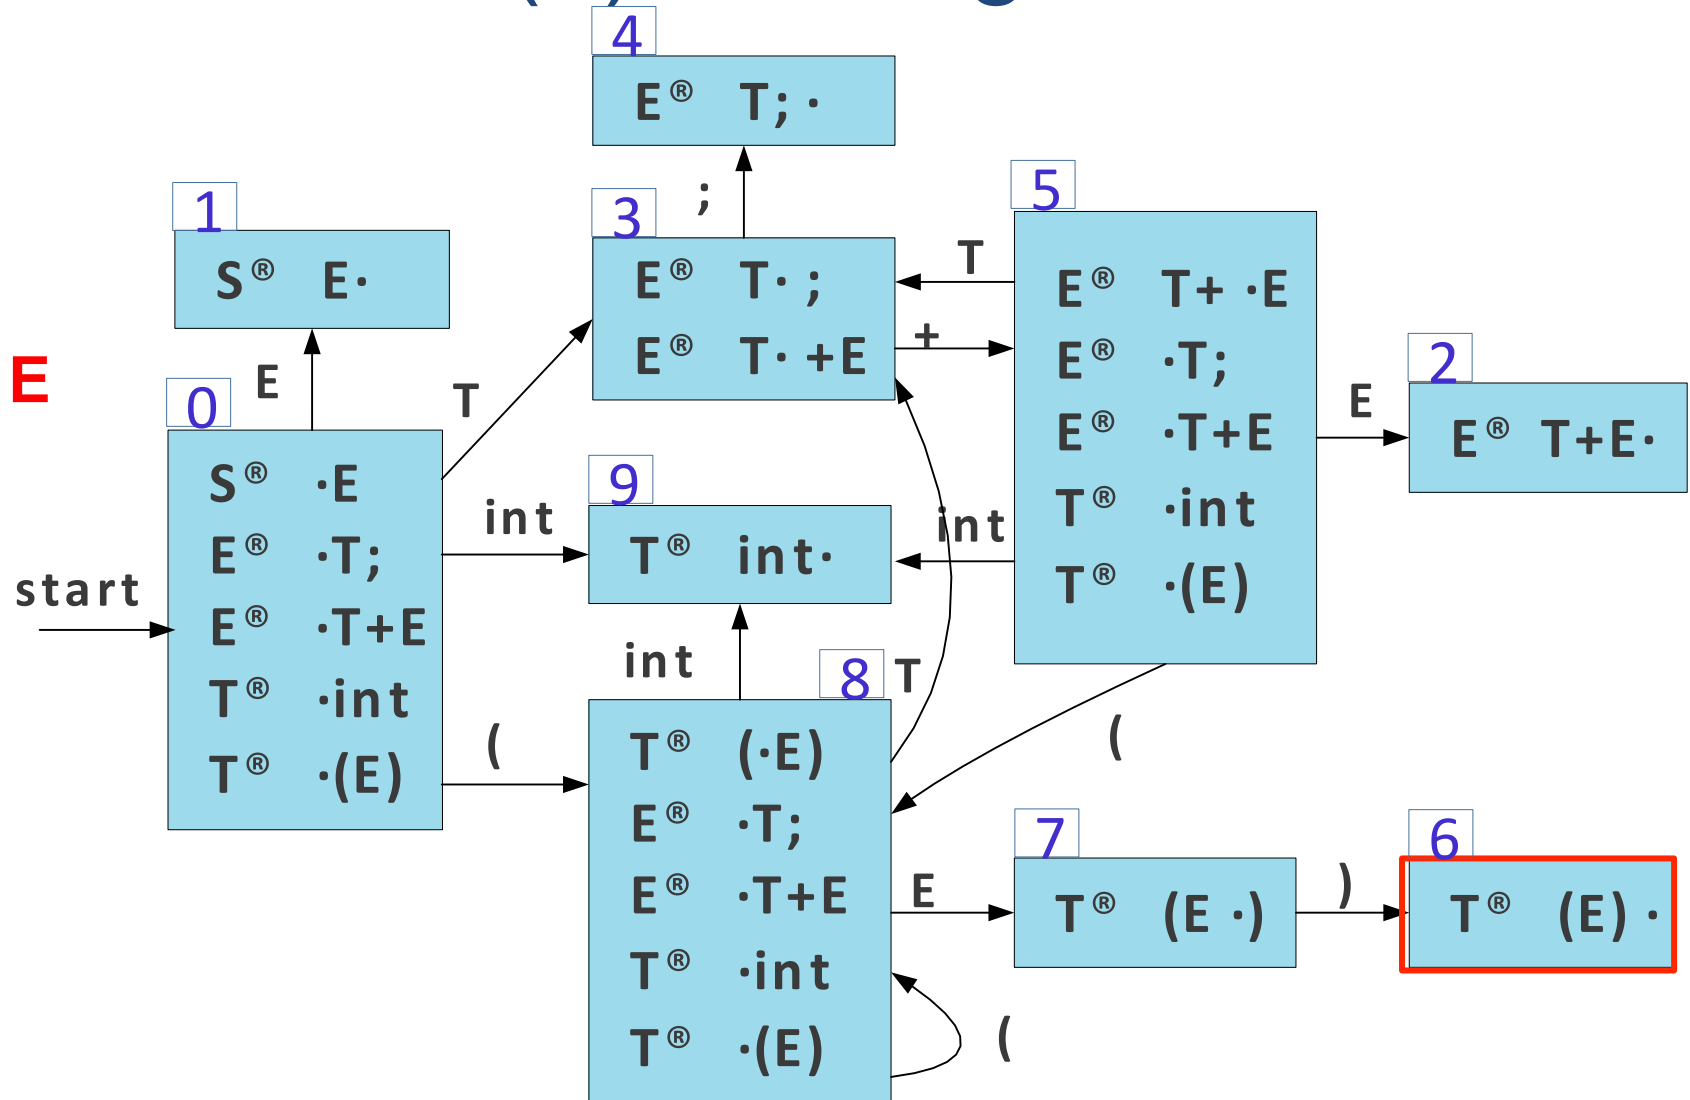 4
E® T;·
1
S® E·
;
3
E® T·;
E® T·+E
T
+
5
E® T+ ·E
E® ·T;
E® ·T+E
T® ·int
T® ·(E)
E
2
E® T+E·
E
E
T
0
S® ·E
E® ·T;
E® ·T+E
T® ·int
T® ·(E)
start
int
9
T® int·
int
int
(
8
T
T® (·E)
E® ·T;
E® ·T+E
T® ·int
T® ·(E)
(
E
7
T® (E ·)
)
6
T® (E)·
(